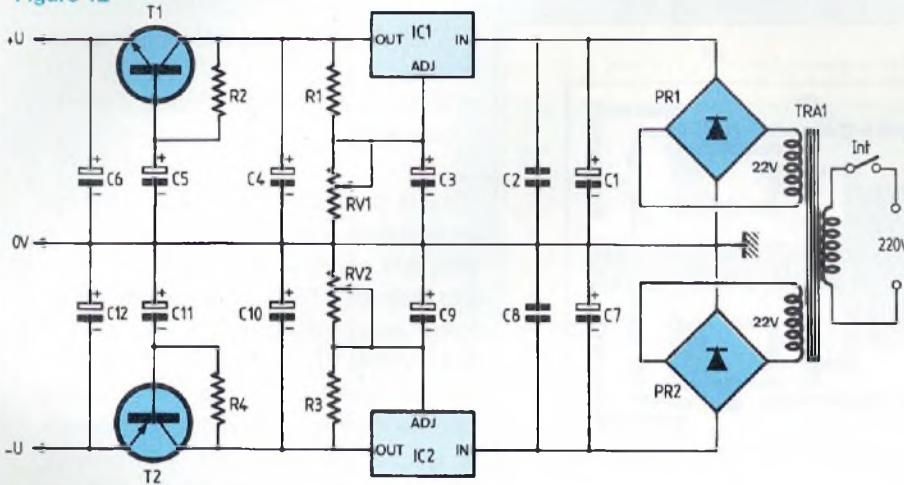 Figure 12
T1
+U
OUT IC1 IN
ADJ
R2
R1
PR1
TRA1
Int
22V
C6
C5
C4
C3
C2
C1
RV1
0V
220V
RV2
C12
C11
C10
C9
C8
C7
22V
R4
R3
PR2
ADJ
-U
OUT IC2 IN
T2